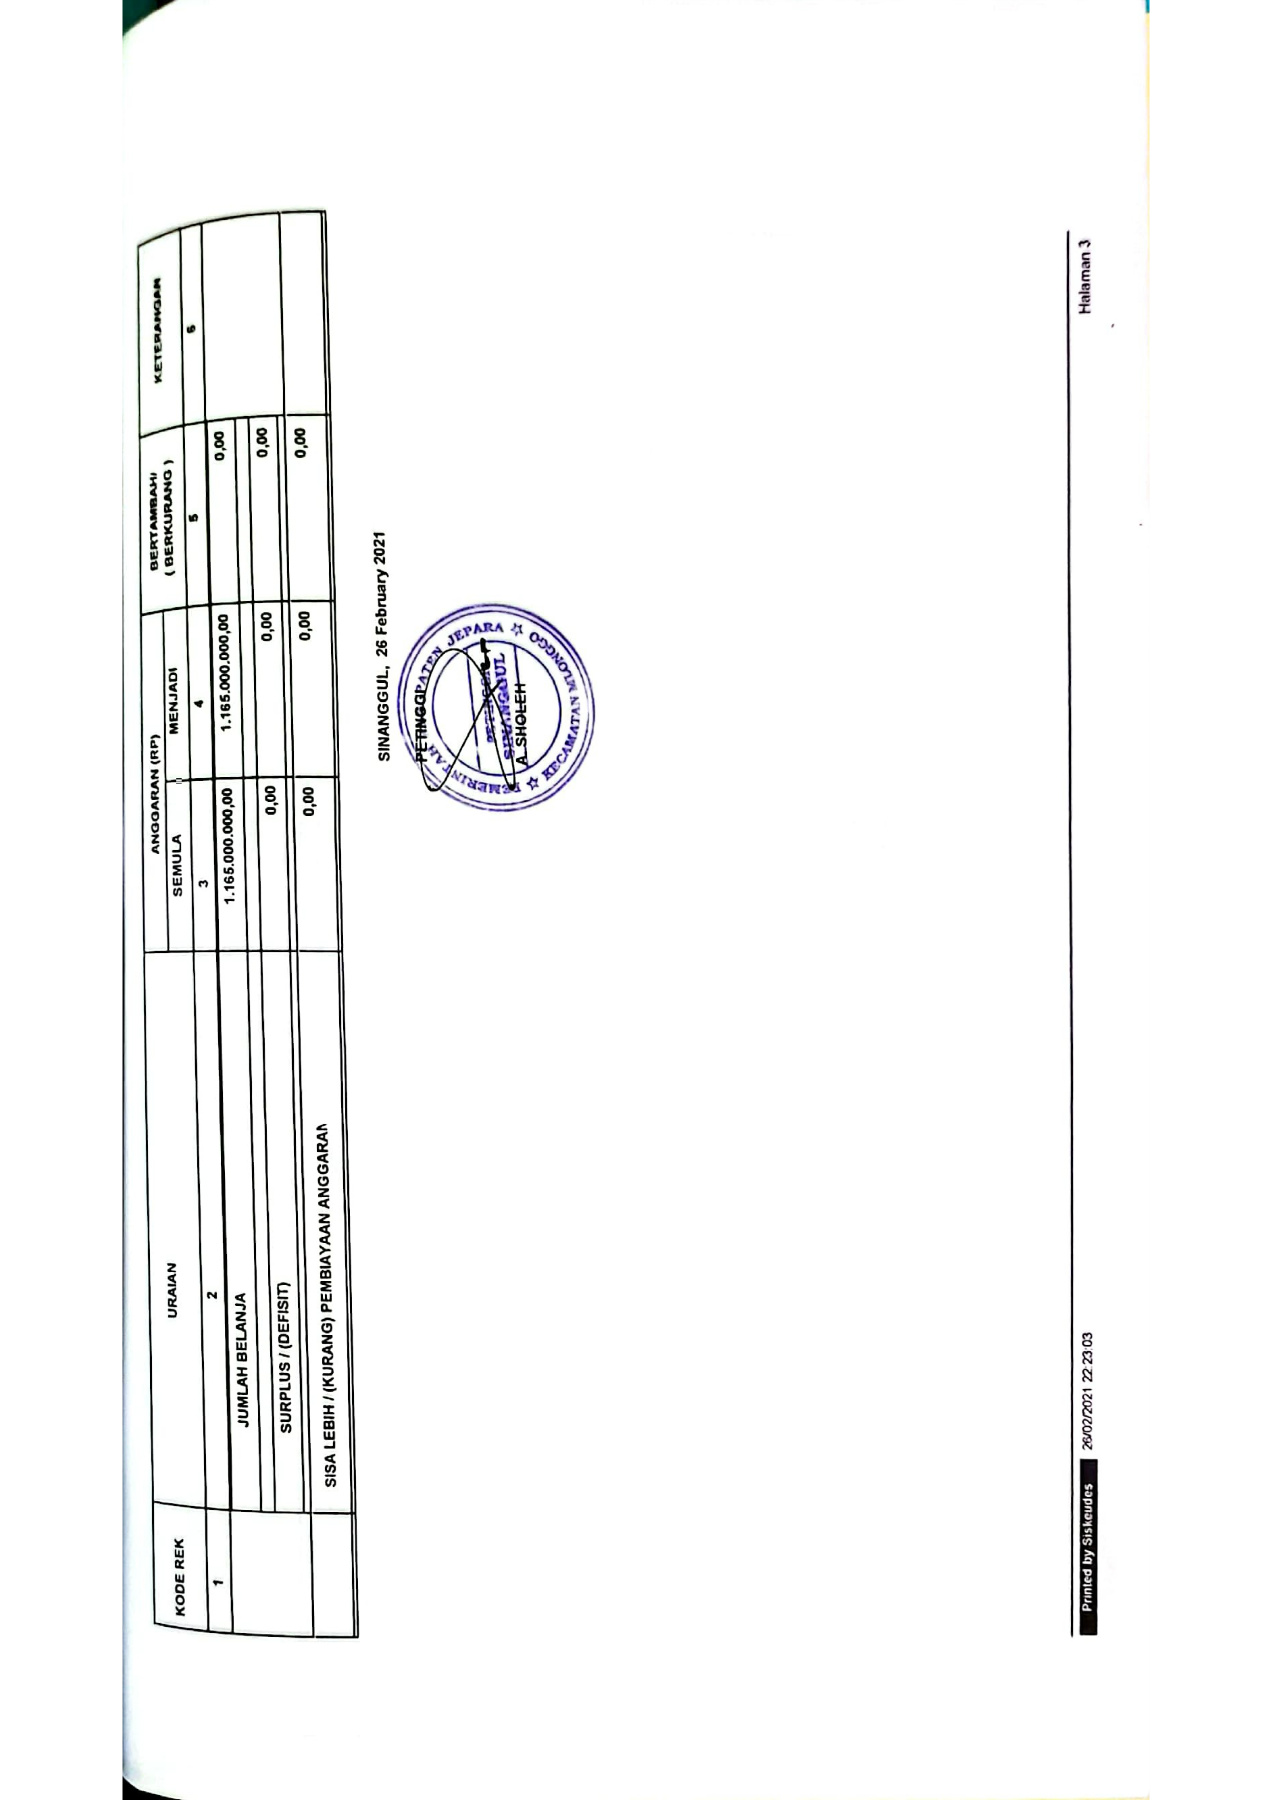 KODE REK
URAIAN
ANGGARAN (RP)
SEMULA
MENJADI
BERTAMBAH/
( BERKURANG )
KETERANGAN
1 2 3 4 5 6
JUMLAH BELANJA 1.165.000.000,00 1.165.000.000,00 0,00
SURPLUS / (DEFISIT) 0,00 0,00 0,00
SISA LEBIH / (KURANG) PEMBIAYAAN ANGGARAN 0,00 0,00 0,00
SINANGGUL, 26 February 2021
PETINGGI
PEMERINTAH KABUPATEN JEPARA
PETINGGI
SINANGGUL
KECAMATAN MLONGGO
A. SHOLEH
Printed by Siskeudes 26/02/2021 22:23:03 Halaman 3